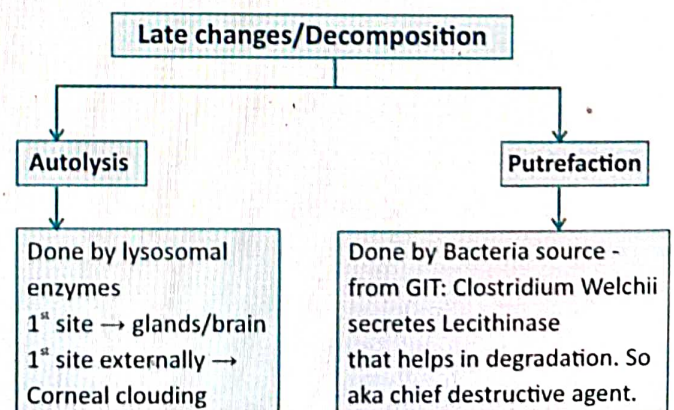 Late changes/Decomposition
Autolysis
Putrefaction
Done by lysosomal
enzymes
1st site → glands/brain
1st site externally →
Corneal clouding
Done by Bacteria source -
from GIT: Clostridium Welchii
secretes Lecithinase
that helps in degradation. So
aka chief destructive agent.